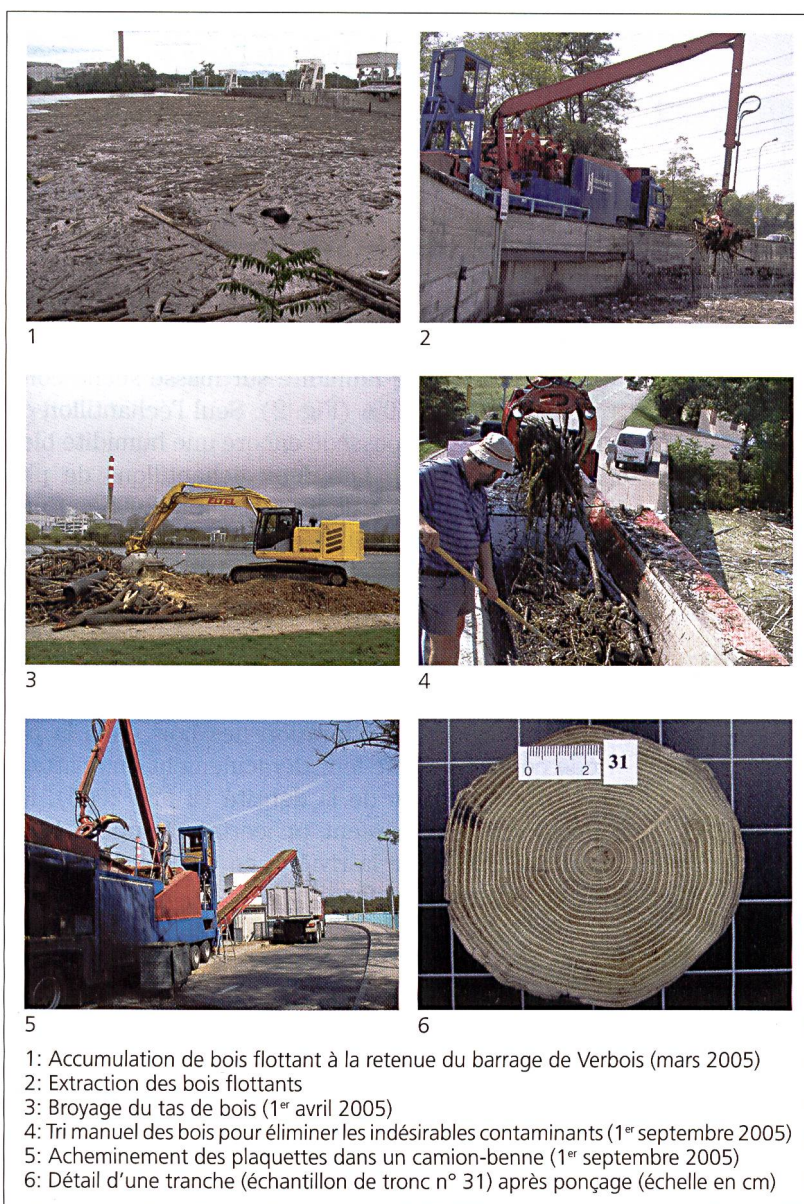 1
2
ELTEL
3
4
0 1 2
31
5
6
1: Accumulation de bois flottant à la retenue du barrage de Verbois (mars 2005)
2: Extraction des bois flottants
3: Broyage du tas de bois (1er avril 2005)
4: Tri manuel des bois pour éliminer les indésirables contaminants (1er septembre 2005)
5: Acheminement des plaquettes dans un camion-benne (1er septembre 2005)
6: Détail d'une tranche (échantillon de tronc n° 31) après ponçage (échelle en cm)